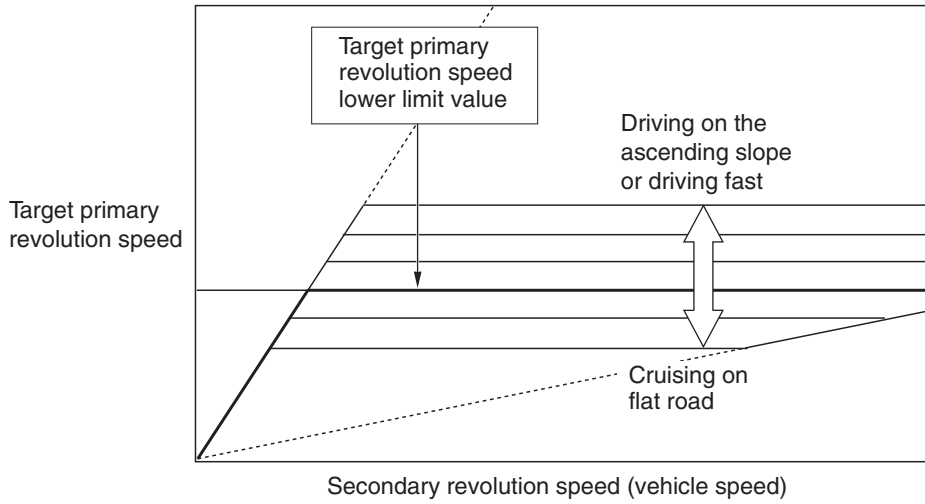 Target primary
revolution speed
lower limit value
Driving on the
ascending slope
or driving fast
Target primary
revolution speed
Cruising on
flat road
Secondary revolution speed (vehicle speed)